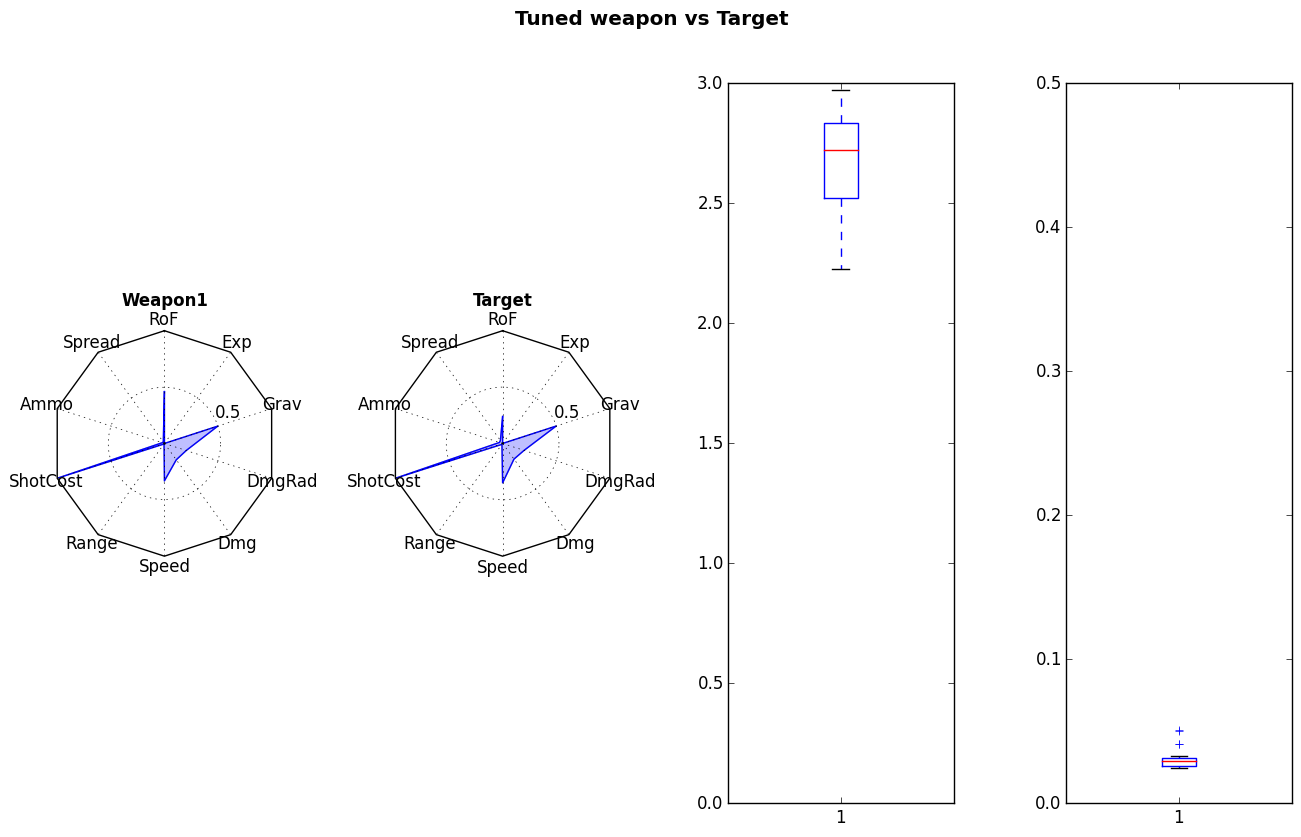 Tuned weapon vs Target
Weapon1
RoF
Spread
Exp
Ammo
Grav
0.5
ShotCost
DmgRad
Range
Dmg
Speed
Target
RoF
Spread
Exp
Ammo
Grav
0.5
ShotCost
DmgRad
Range
Dmg
Speed
3.0
2.5
2.0
1.5
1.0
0.5
0.0
1
0.5
0.4
0.3
0.2
0.1
0.0
1